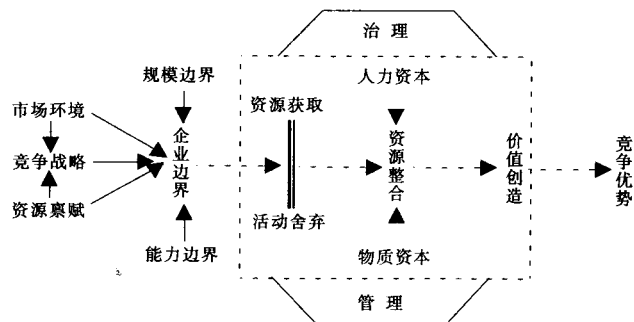 治理
规模边界
人力资本
市场环境
资源获取
竞争战略
企业边界
资源整合
价值创造
竞争优势
资源禀赋
活动舍弃
能力边界
物质资本
管理